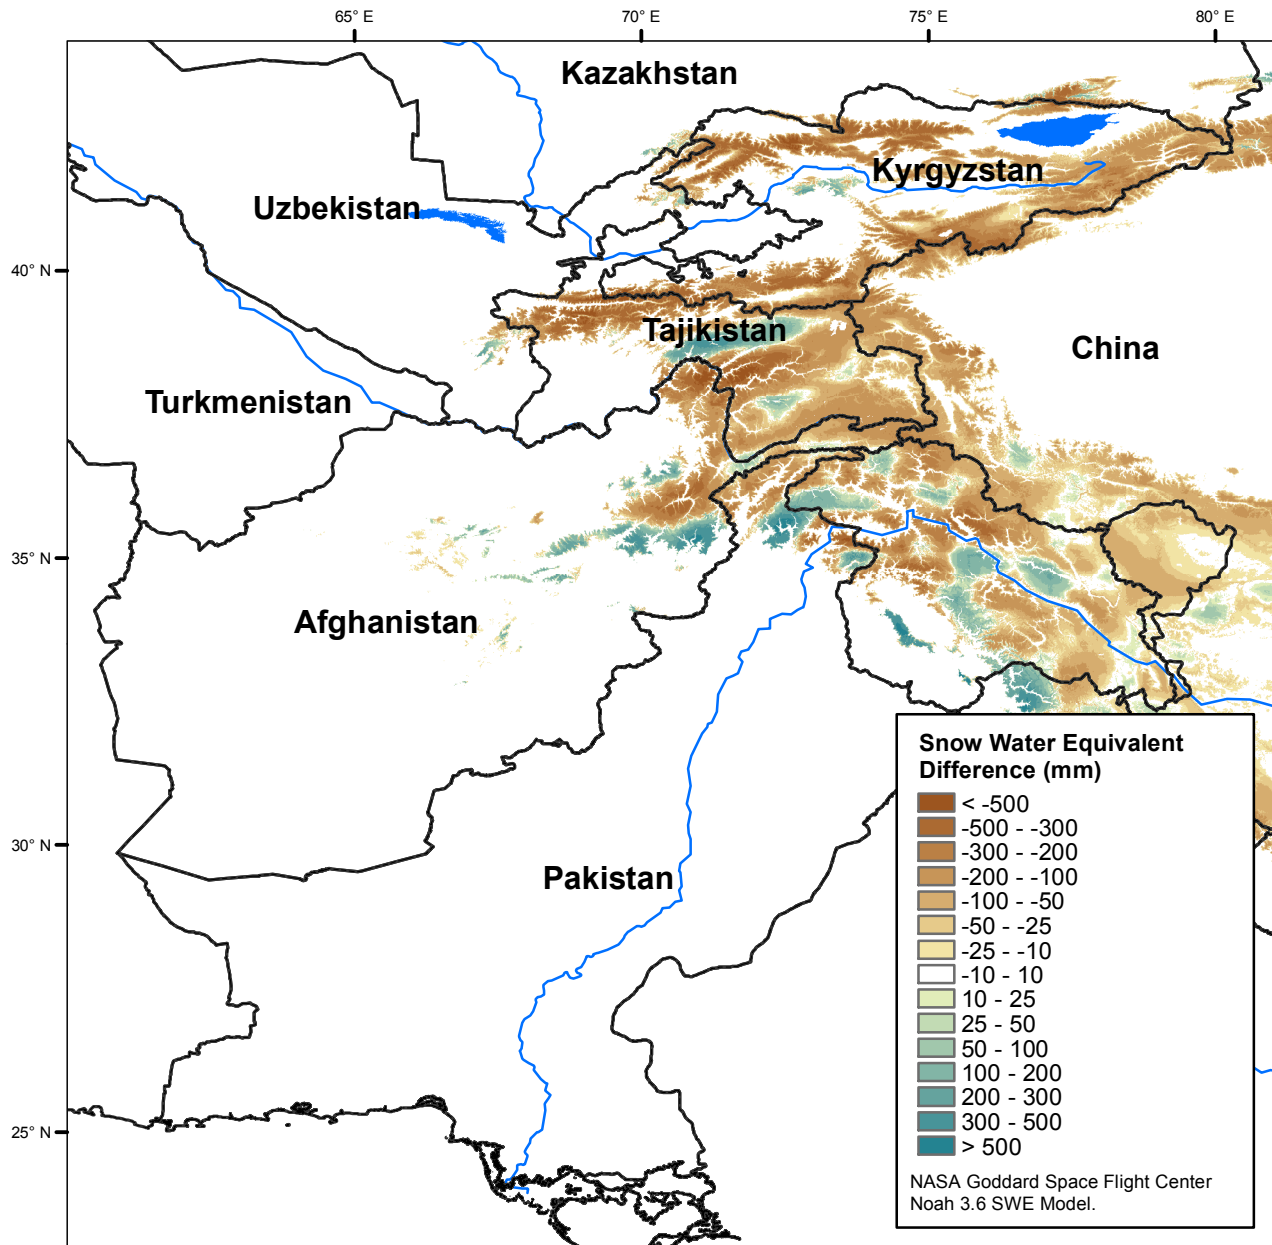 65° E
70° E
75° E
80° E
Kazakhstan
Kyrgyzstan
Uzbekistan
40° N
Tajikistan
China
Turkmenistan
35° N
Afghanistan
Snow Water Equivalent
Difference (mm)
< -500
-500 - -300
-300 - -200
-200 - -100
-100 - -50
-50 - -25
-25 - -10
-10 - 10
10 - 25
25 - 50
50 - 100
100 - 200
200 - 300
300 - 500
> 500
30° N
Pakistan
25° N
NASA Goddard Space Flight Center
Noah 3.6 SWE Model.